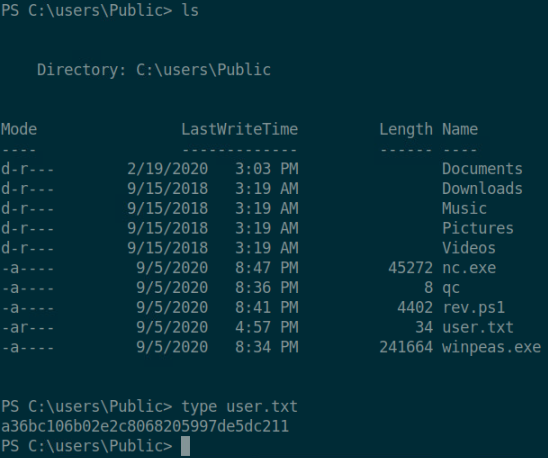 PS C:\users\Public> ls
Directory: C:\users\Public
Mode LastWriteTime Length Name
---- ------------- ------ ----
d-r--- 2/19/2020 3:03 PM Documents
d-r--- 9/15/2018 3:19 AM Downloads
d-r--- 9/15/2018 3:19 AM Music
d-r--- 9/15/2018 3:19 AM Pictures
d-r--- 9/15/2018 3:19 AM Videos
-a---- 9/5/2020 8:47 PM 45272 nc.exe
-a---- 9/5/2020 8:36 PM 8 qc
-a---- 9/5/2020 8:41 PM 4402 rev.ps1
-ar--- 9/5/2020 4:57 PM 34 user.txt
-a---- 9/5/2020 8:34 PM 241664 winpeas.exe
PS C:\users\Public> type user.txt
a36bc106b02e2c8068205997de5dc211
PS C:\users\Public>